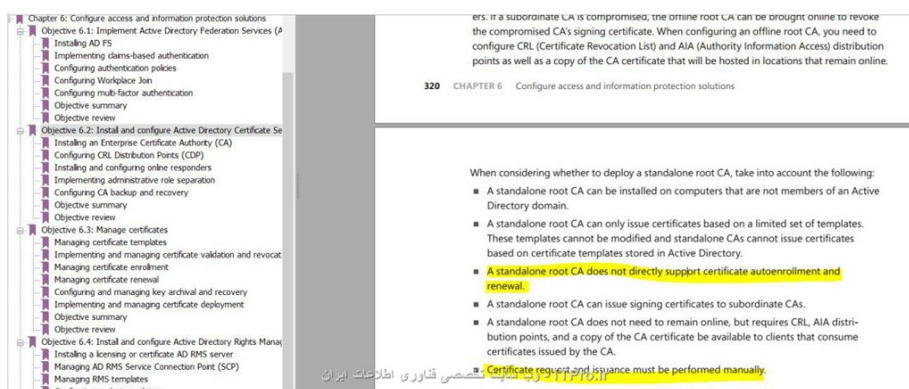 Chapter 6: Configure access and information protection solutions
Objective 6.1: Implement Active Directory Federation Services (A
Installing AD FS
Implementing claims-based authentication
Configuring authentication policies
Configuring Workplace Join
Configuring multi-factor authentication
Objective summary
Objective review
Objective 6.2: Install and configure Active Directory Certificate Se
Installing an Enterprise Certificate Authority (CA)
Configuring CRL Distribution Points (CDP)
Installing and configuring online responders
Implementing administrative role separation
Configuring CA backup and recovery
Objective summary
Objective review
Objective 6.3: Manage certificates
Managing certificate templates
Implementing and managing certificate validation and revocat
Managing certificate enrollment
Managing certificate renewal
Configuring and managing key archival and recovery
Implementing and managing certificate deployment
Objective summary
Objective review
Objective 6.4: Install and configure Active Directory Rights Manag
Installing a licensing or certificate AD RMS server
Managing AD RMS Service Connection Point (SCP)
Managing RMS templates
ers. If a subordinate CA is compromised, the offline root CA can be brought online to revoke
the compromised CA's signing certificate. When configuring an offline root CA, you need to
configure CRL (Certificate Revocation List) and AIA (Authority Information Access) distribution
points as well as a copy of the CA certificate that will be hosted in locations that remain online.
320 CHAPTER 6 Configure access and information protection solutions
When considering whether to deploy a standalone root CA, take into account the following:
■ A standalone root CA can be installed on computers that are not members of an Active
Directory domain.
■ A standalone root CA can only issue certificates based on a limited set of templates.
These templates cannot be modified and standalone CAs cannot issue certificates
based on certificate templates stored in Active Directory.
■ A standalone root CA does not directly support certificate autoenrollment and
renewal.
■ A standalone root CA can issue signing certificates to subordinate CAs.
■ A standalone root CA does not need to remain online, but requires CRL, AIA distri-
bution points, and a copy of the CA certificate be available to clients that consume
certificates issued by the CA.
■ Certificate request and issuance must be performed manually.
ITPro.ir - وب سایت تخصصی فناوری اطلاعات ایران